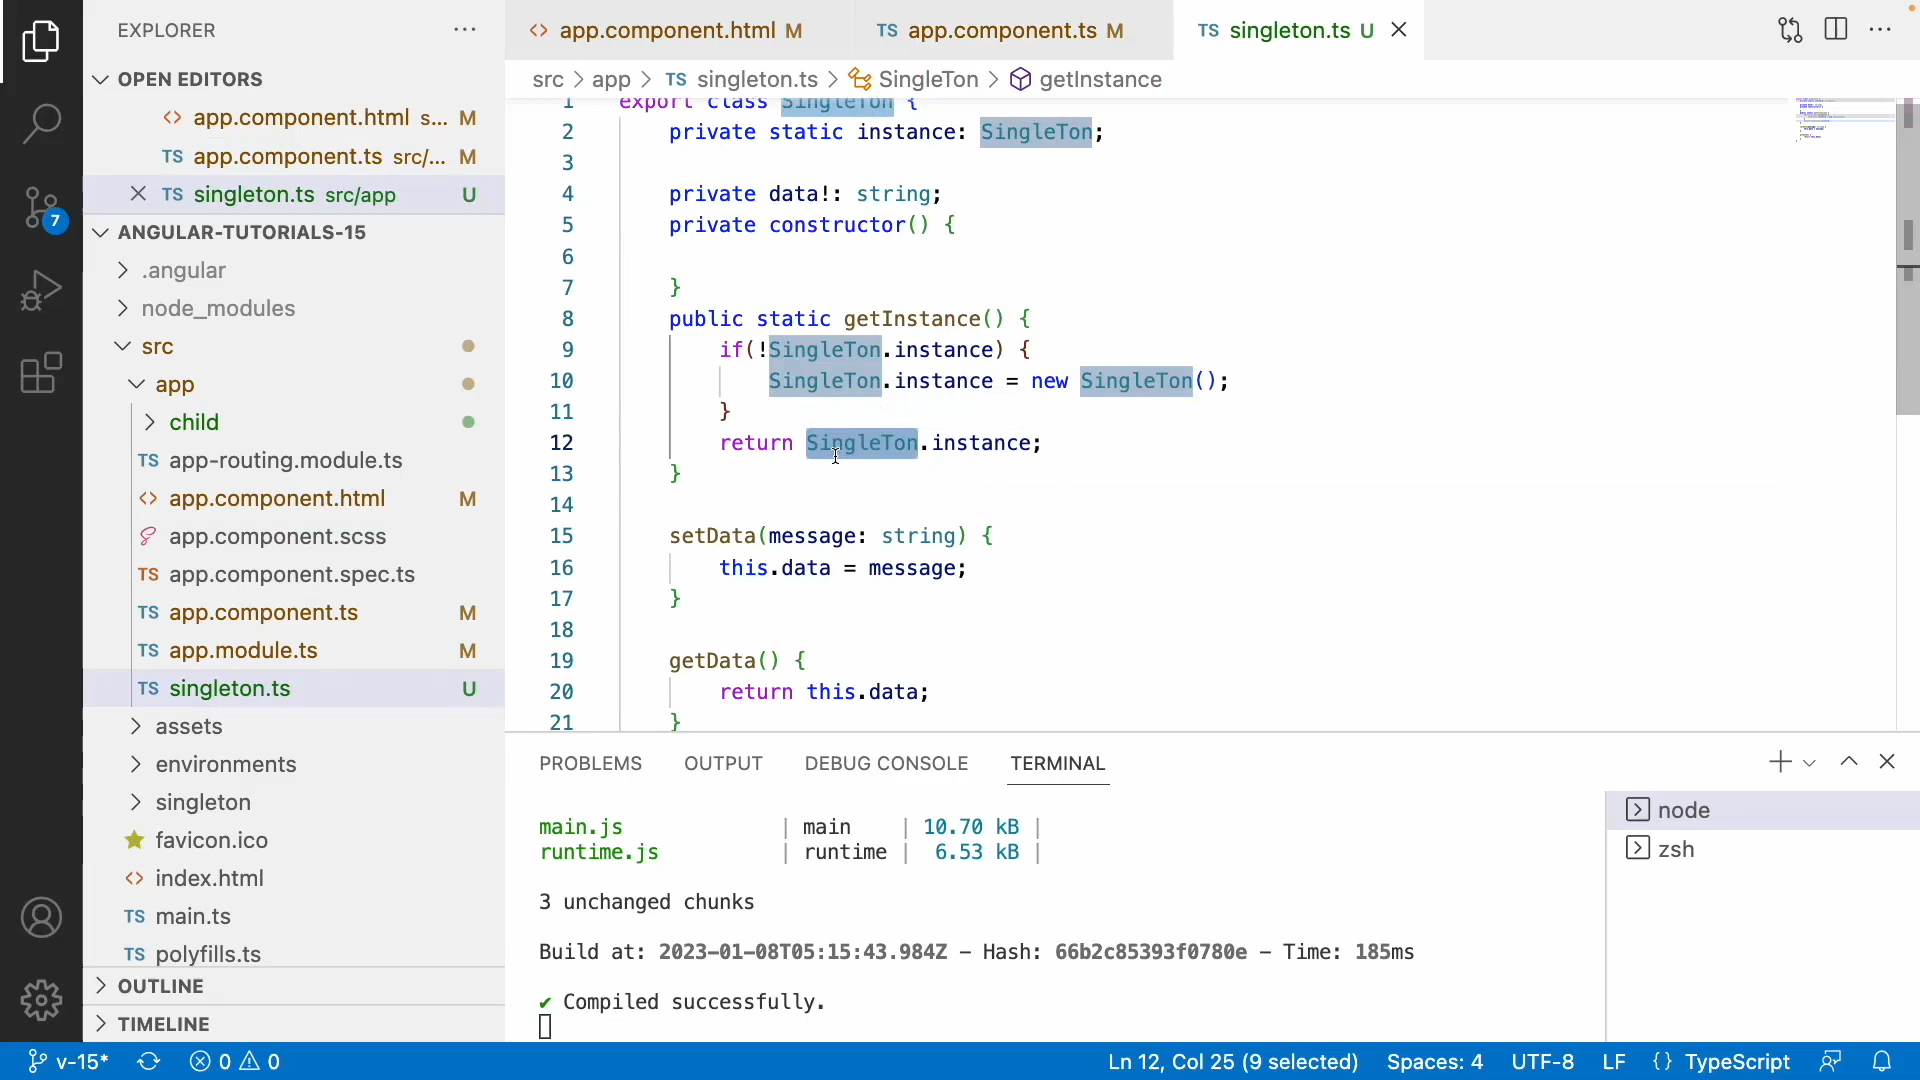 EXPLORER
OPEN EDITORS
app.component.html s... M
TS app.component.ts src/... M
TS singleton.ts src/app U
7
ANGULAR-TUTORIALS-15
.angular
node_modules
src
app
child
TS app-routing.module.ts
app.component.html M
app.component.scss
TS app.component.spec.ts
TS app.component.ts M
TS app.module.ts M
TS singleton.ts U
assets
environments
singleton
favicon.ico
index.html
TS main.ts
TS polyfills.ts
OUTLINE
TIMELINE
<> app.component.html M
TS app.component.ts M
TS singleton.ts U
src > app > TS singleton.ts > SingleTon > getInstance
1 export class SingleTon {
2 private static instance: SingleTon;
3
4 private data!: string;
5 private constructor() {
6
7 }
8 public static getInstance() {
9 if(!SingleTon.instance) {
10 SingleTon.instance = new SingleTon();
11 }
12 return SingleTon.instance;
13 }
14
15 setData(message: string) {
16 this.data = message;
17 }
18
19 getData() {
20 return this.data;
21 }
PROBLEMS OUTPUT DEBUG CONSOLE TERMINAL
main.js | main | 10.70 kB |
runtime.js | runtime | 6.53 kB |
3 unchanged chunks
Build at: 2023-01-08T05:15:43.984Z - Hash: 66b2c85393f0780e - Time: 185ms
✔ Compiled successfully.
node
zsh
v-15* 0 0 Ln 12, Col 25 (9 selected) Spaces: 4 UTF-8 LF {} TypeScript